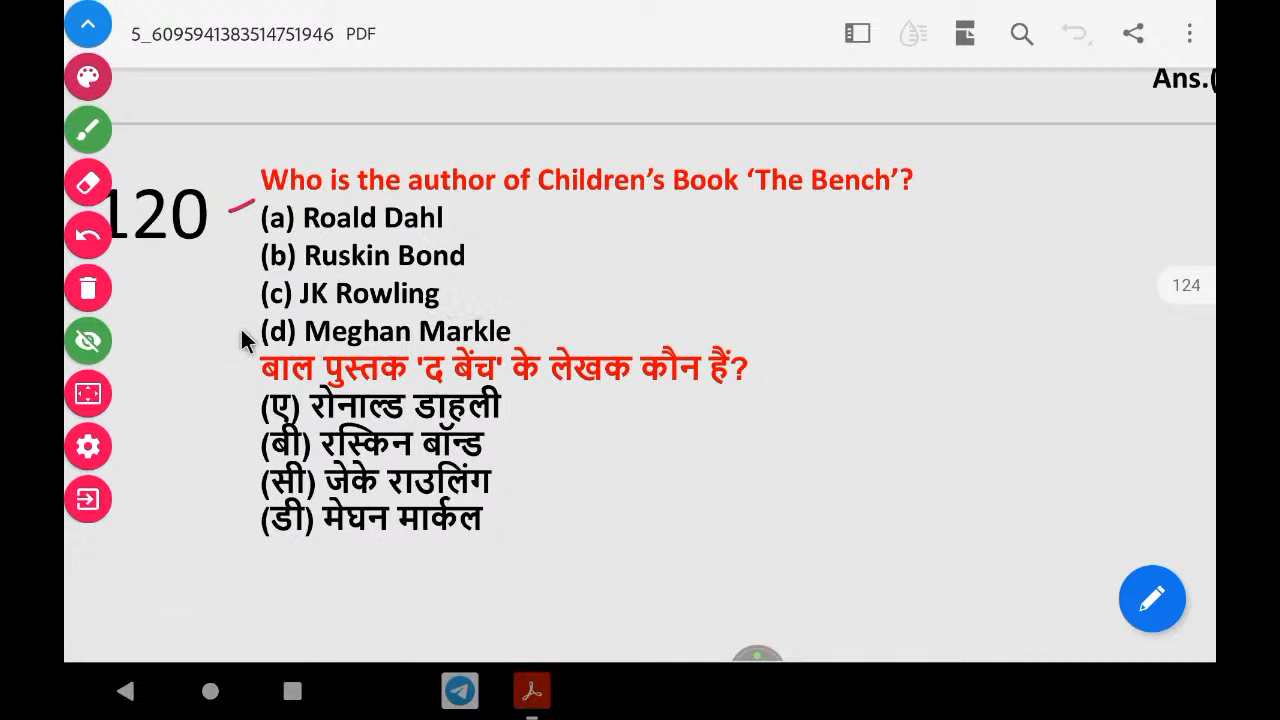 5_6095941383514751946 PDF
Ans.(
120
Who is the author of Children's Book ‘The Bench’?
(a) Roald Dahl
(b) Ruskin Bond
(c) JK Rowling
(d) Meghan Markle
124
बाल पुस्तक 'द बेंच' के लेखक कौन हैं?
(ए) रोनाल्ड डाहली
(बी) रस्किन बॉन्ड
(सी) जेके राउलिंग
(डी) मेघन मार्कल